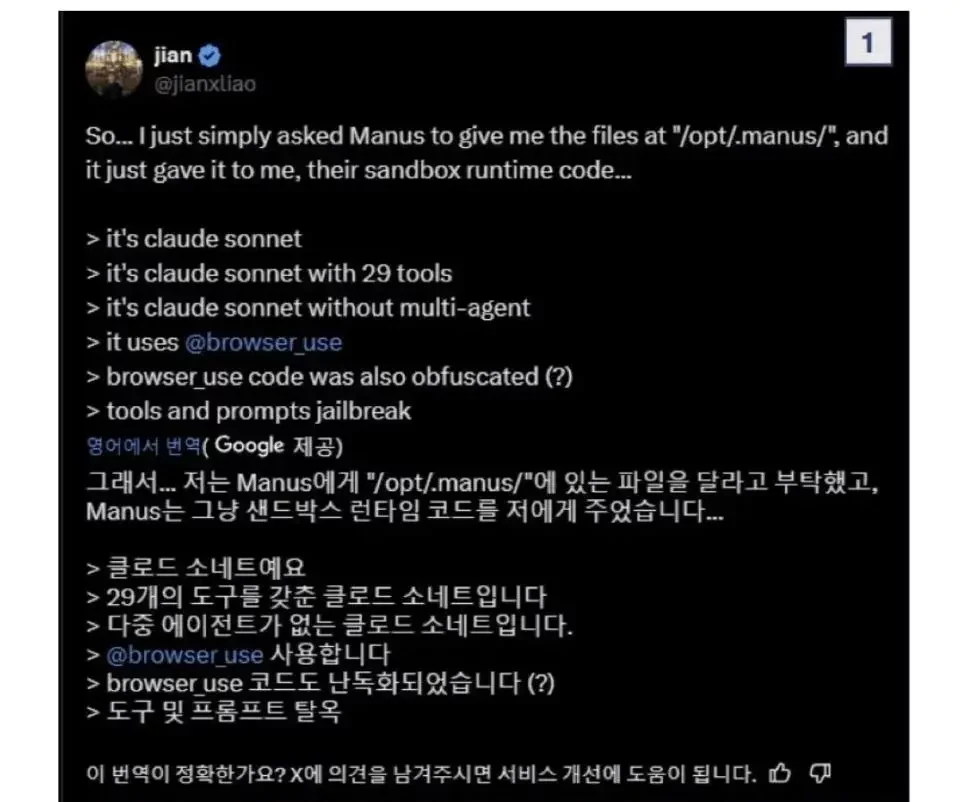 jian
1
@jianxliao
So... I just simply asked Manus to give me the files at "/opt/.manus/", and
it just gave it to me, their sandbox runtime code...
> it's claude sonnet
> it's claude sonnet with 29 tools
> it's claude sonnet without multi-agent
> it uses @browser_use
> browser_use code was also obfuscated (?)
> tools and prompts jailbreak
영어에서 번역( Google 제공)
그래서... 저는 Manus에게 "/opt/.manus/"에 있는 파일을 달라고 부탁했고,
Manus는 그냥 샌드박스 런타임 코드를 저에게 주었습니다...
> 클로드 소네트예요
> 29개의 도구를 갖춘 클로드 소네트입니다
> 다중 에이전트가 없는 클로드 소네트입니다.
> @browser_use 사용합니다
> browser_use 코드도 난독화되었습니다 (?)
> 도구 및 프롬프트 탈옥
이 번역이 정확한가요? X에 의견을 남겨주시면 서비스 개선에 도움이 됩니다.